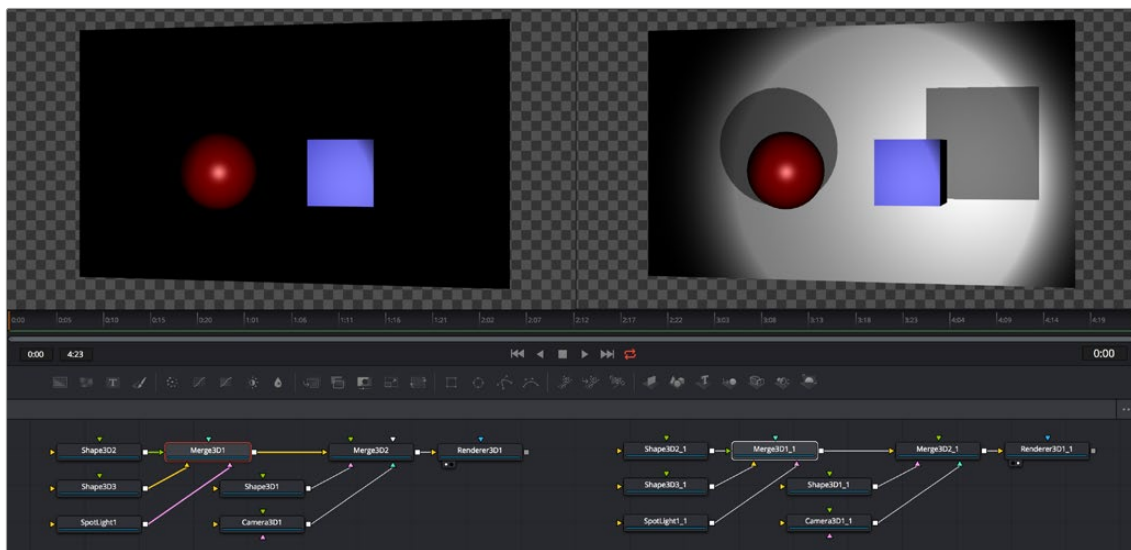 0:00 0:05 0:10 0:15 0:20 1:01 1:06 1:11 1:16 1:21 2:02 2:07 2:12 2:17 2:22 3:03 3:08 3:13 3:18 3:23 4:04 4:09 4:14 4:19
0:00 4:23 0:00
Shape3D2 Merge3D1 Merge3D2 Renderer3D1 Shape3D2_1 Merge3D1_1 Merge3D2_1 Renderer3D1_1
Shape3D3 Shape3D1 Shape3D3_1 Shape3D1_1
SpotLight1 Camera3D1 SpotLight1_1 Camera3D1_1